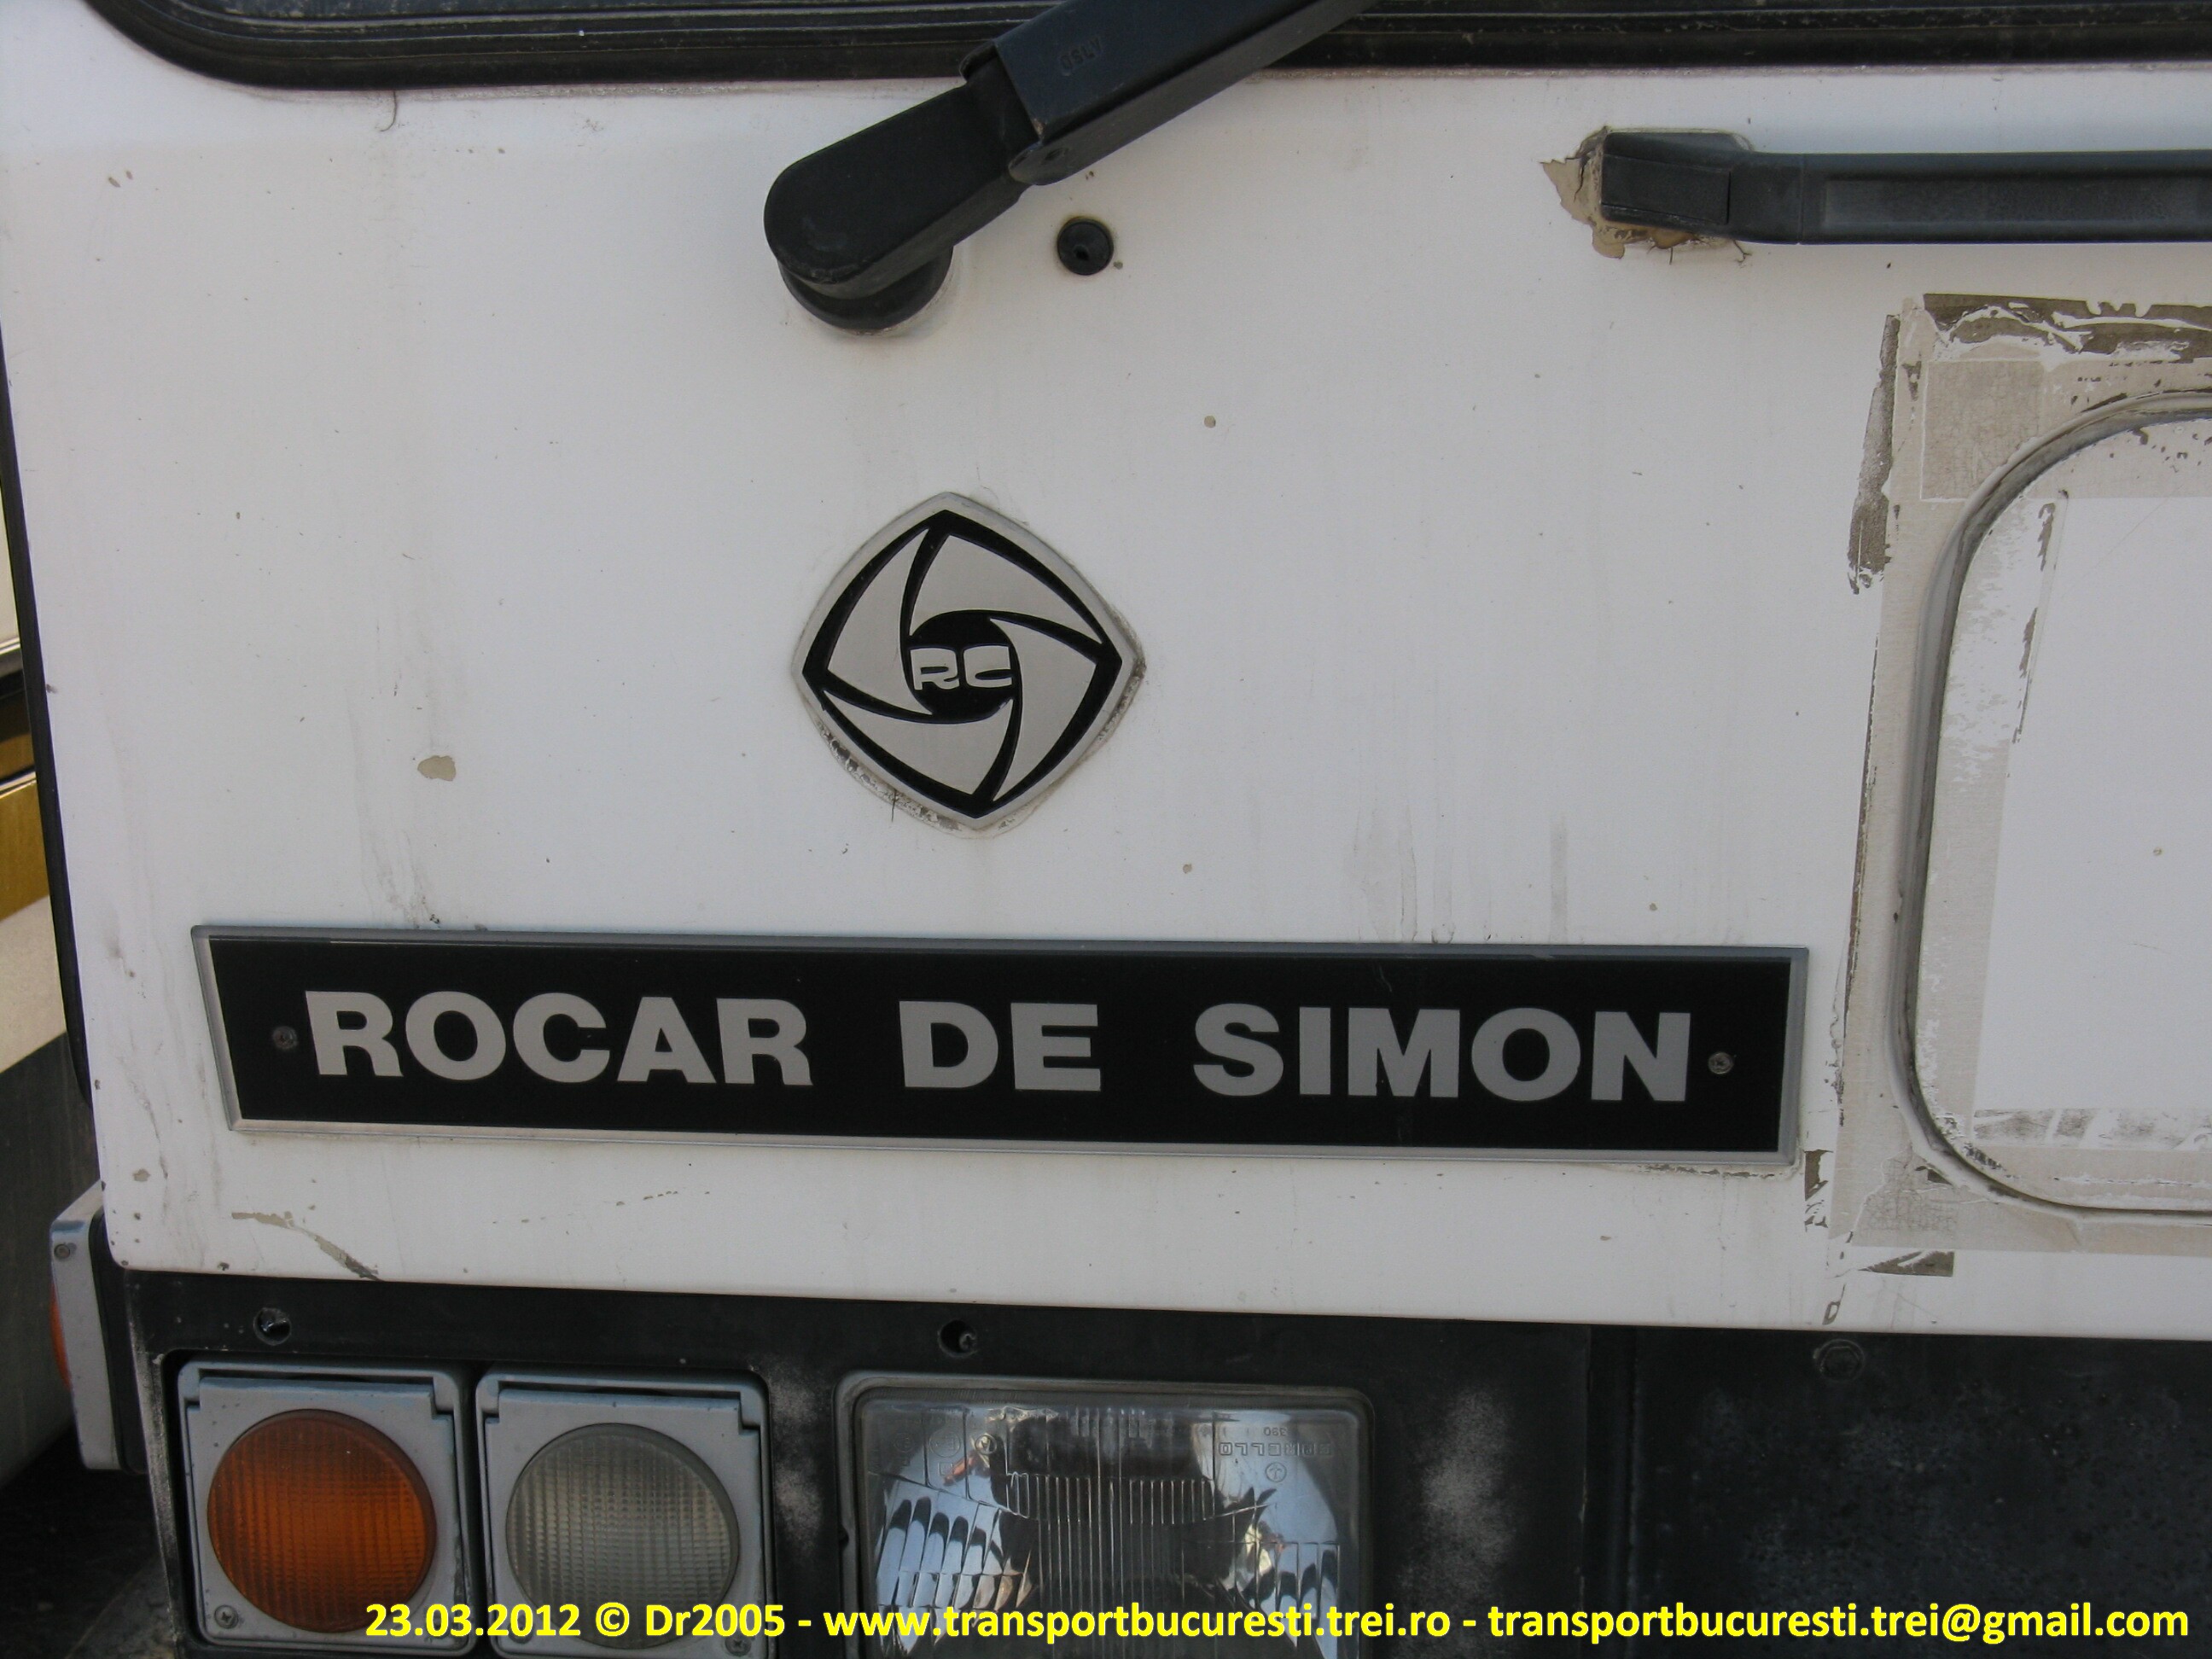 RC
ROCAR DE SIMON
23.03.2012 © Dr2005 - www.transportbucuresti.trei.ro - transportbucuresti.trei@gmail.com